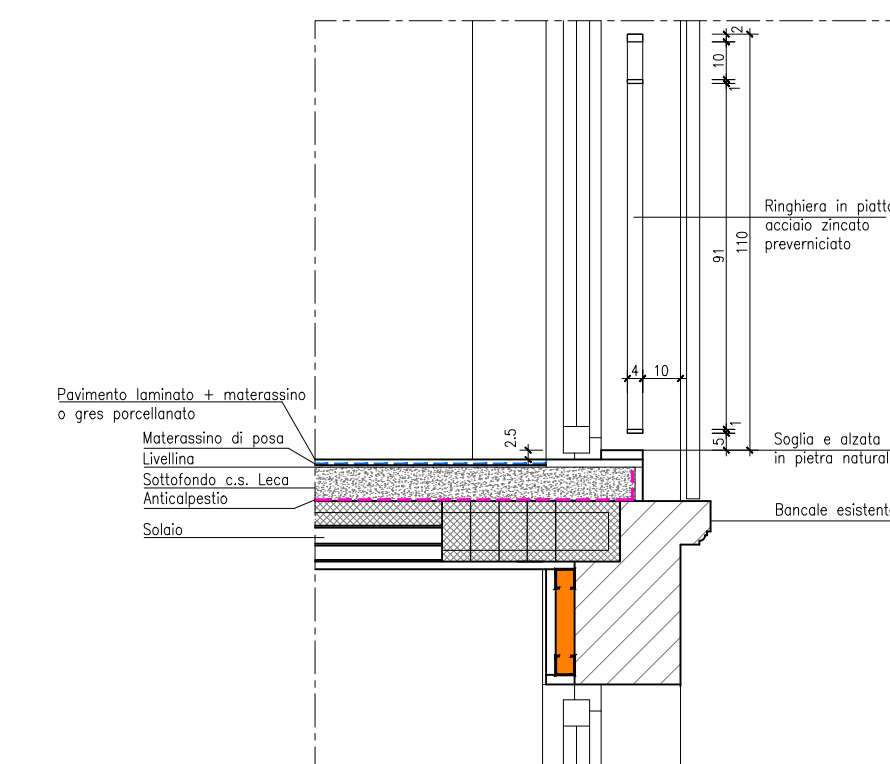 2
10
1
Ringhiera in piatto
acciaio zincato
preverniciato
91
110
4
10
Pavimento laminato + materassino
o gres porcellanato
1
2.5
5
Materassino di posa
Soglia e alzata
in pietra natural
Livellina
Sottofondo c.s. Leca
Anticalpestio
Bancale esistent
Solaio